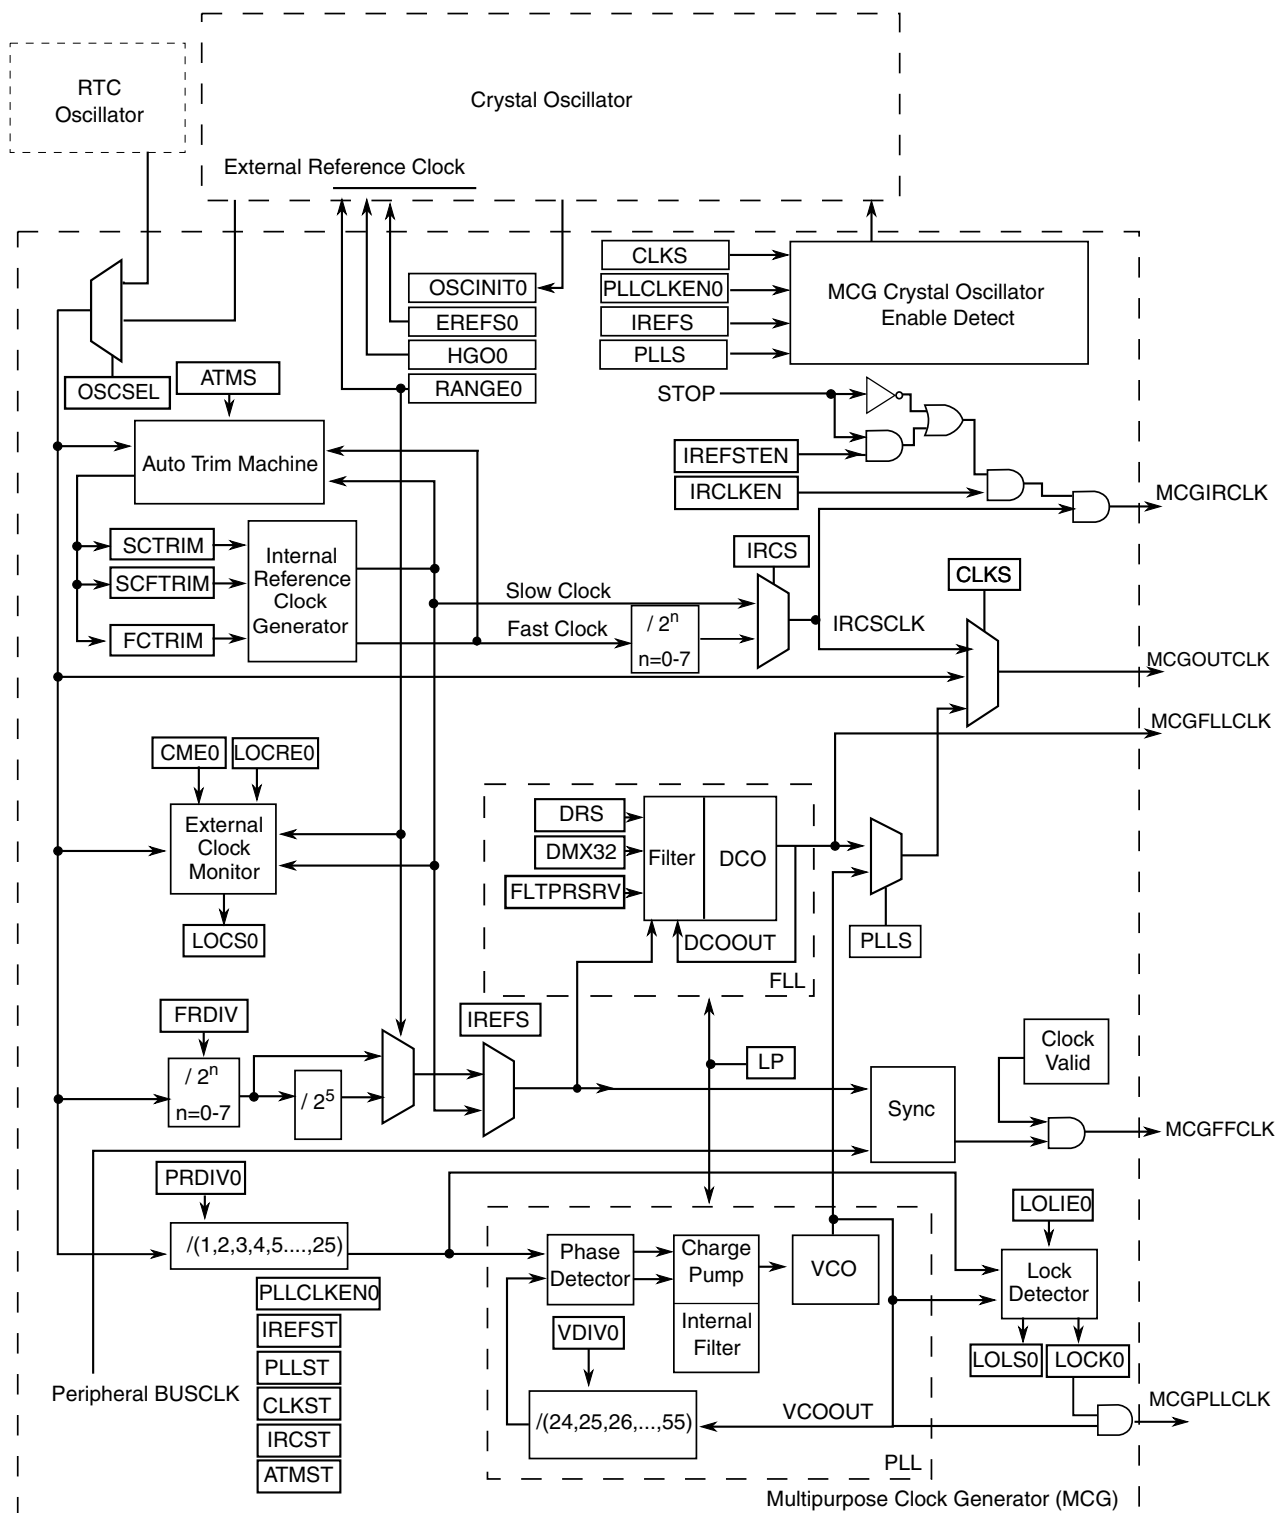 RTC
Oscillator
Crystal Oscillator
External Reference Clock
OSCINIT0
EREFS0
HGO0
RANGE0
CLKS
PLLCLKEN0
IREFS
PLLS
MCG Crystal Oscillator
Enable Detect
OSCSEL
ATMS
Auto Trim Machine
STOP
IREFSTEN
IRCLKEN
MCGIRCLK
SCTRIM
SCFTRIM
FCTRIM
Internal
Reference
Clock
Generator
Slow Clock
Fast Clock
/ 2n
n=0-7
IRCS
IRCSCLK
CLKS
MCGOUTCLK
MCGFLLCLK
CME0
LOCRE0
External
Clock
Monitor
LOCS0
DRS
DMX32
FLTPRSRV
Filter
DCO
DCOOUT
FLL
PLLS
FRDIV
/ 2n
n=0-7
/ 25
IREFS
LP
Clock
Valid
Sync
MCGFFCLK
PRDIV0
/(1,2,3,4,5....,25)
Phase
Detector
Charge
Pump
Internal
Filter
VCO
VDIV0
/(24,25,26,...,55)
VCOOUT
PLL
LOLIE0
Lock
Detector
LOLS0
LOCK0
MCGPLLCLK
PLLCLKEN0
IREFST
PLLST
CLKST
IRCST
ATMST
Peripheral BUSCLK
Multipurpose Clock Generator (MCG)